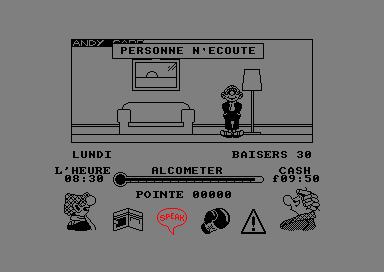 ANDY CAPP
PERSONNE N'ECOUTE
LUNDI BAISERS 30
L'HEURE ALCOMETER CASH
08:30 £09:50
POINTE 00000
SPEAK